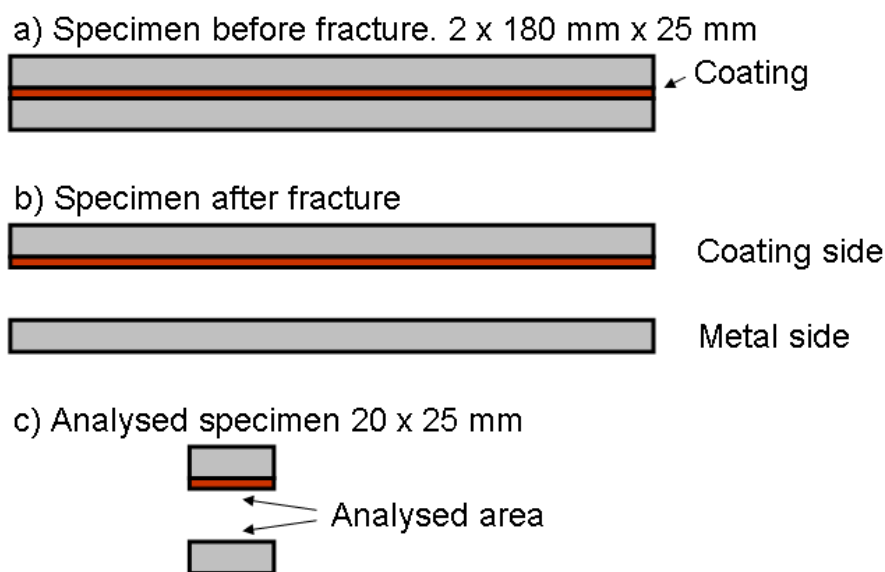 a) Specimen before fracture. 2 x 180 mm x 25 mm
Coating
b) Specimen after fracture
Coating side
Metal side
c) Analysed specimen 20 x 25 mm
Analysed area